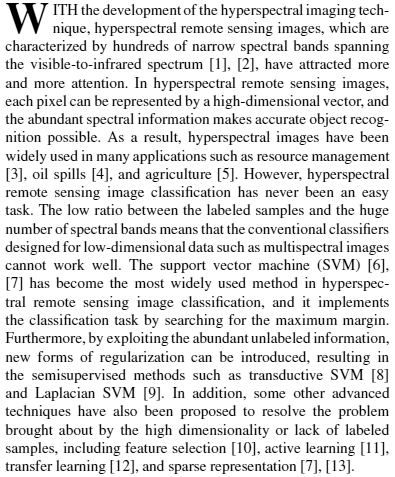 WITH the development of the hyperspectral imaging tech-
nique, hyperspectral remote sensing images, which are
characterized by hundreds of narrow spectral bands spanning
the visible-to-infrared spectrum [1], [2], have attracted more
and more attention. In hyperspectral remote sensing images,
each pixel can be represented by a high-dimensional vector, and
the abundant spectral information makes accurate object recog-
nition possible. As a result, hyperspectral images have been
widely used in many applications such as resource management
[3], oil spills [4], and agriculture [5]. However, hyperspectral
remote sensing image classification has never been an easy
task. The low ratio between the labeled samples and the huge
number of spectral bands means that the conventional classifiers
designed for low-dimensional data such as multispectral images
cannot work well. The support vector machine (SVM) [6],
[7] has become the most widely used method in hyperspec-
tral remote sensing image classification, and it implements
the classification task by searching for the maximum margin.
Furthermore, by exploiting the abundant unlabeled information,
new forms of regularization can be introduced, resulting in
the semisupervised methods such as transductive SVM [8]
and Laplacian SVM [9]. In addition, some other advanced
techniques have also been proposed to resolve the problem
brought about by the high dimensionality or lack of labeled
samples, including feature selection [10], active learning [11],
transfer learning [12], and sparse representation [7], [13].